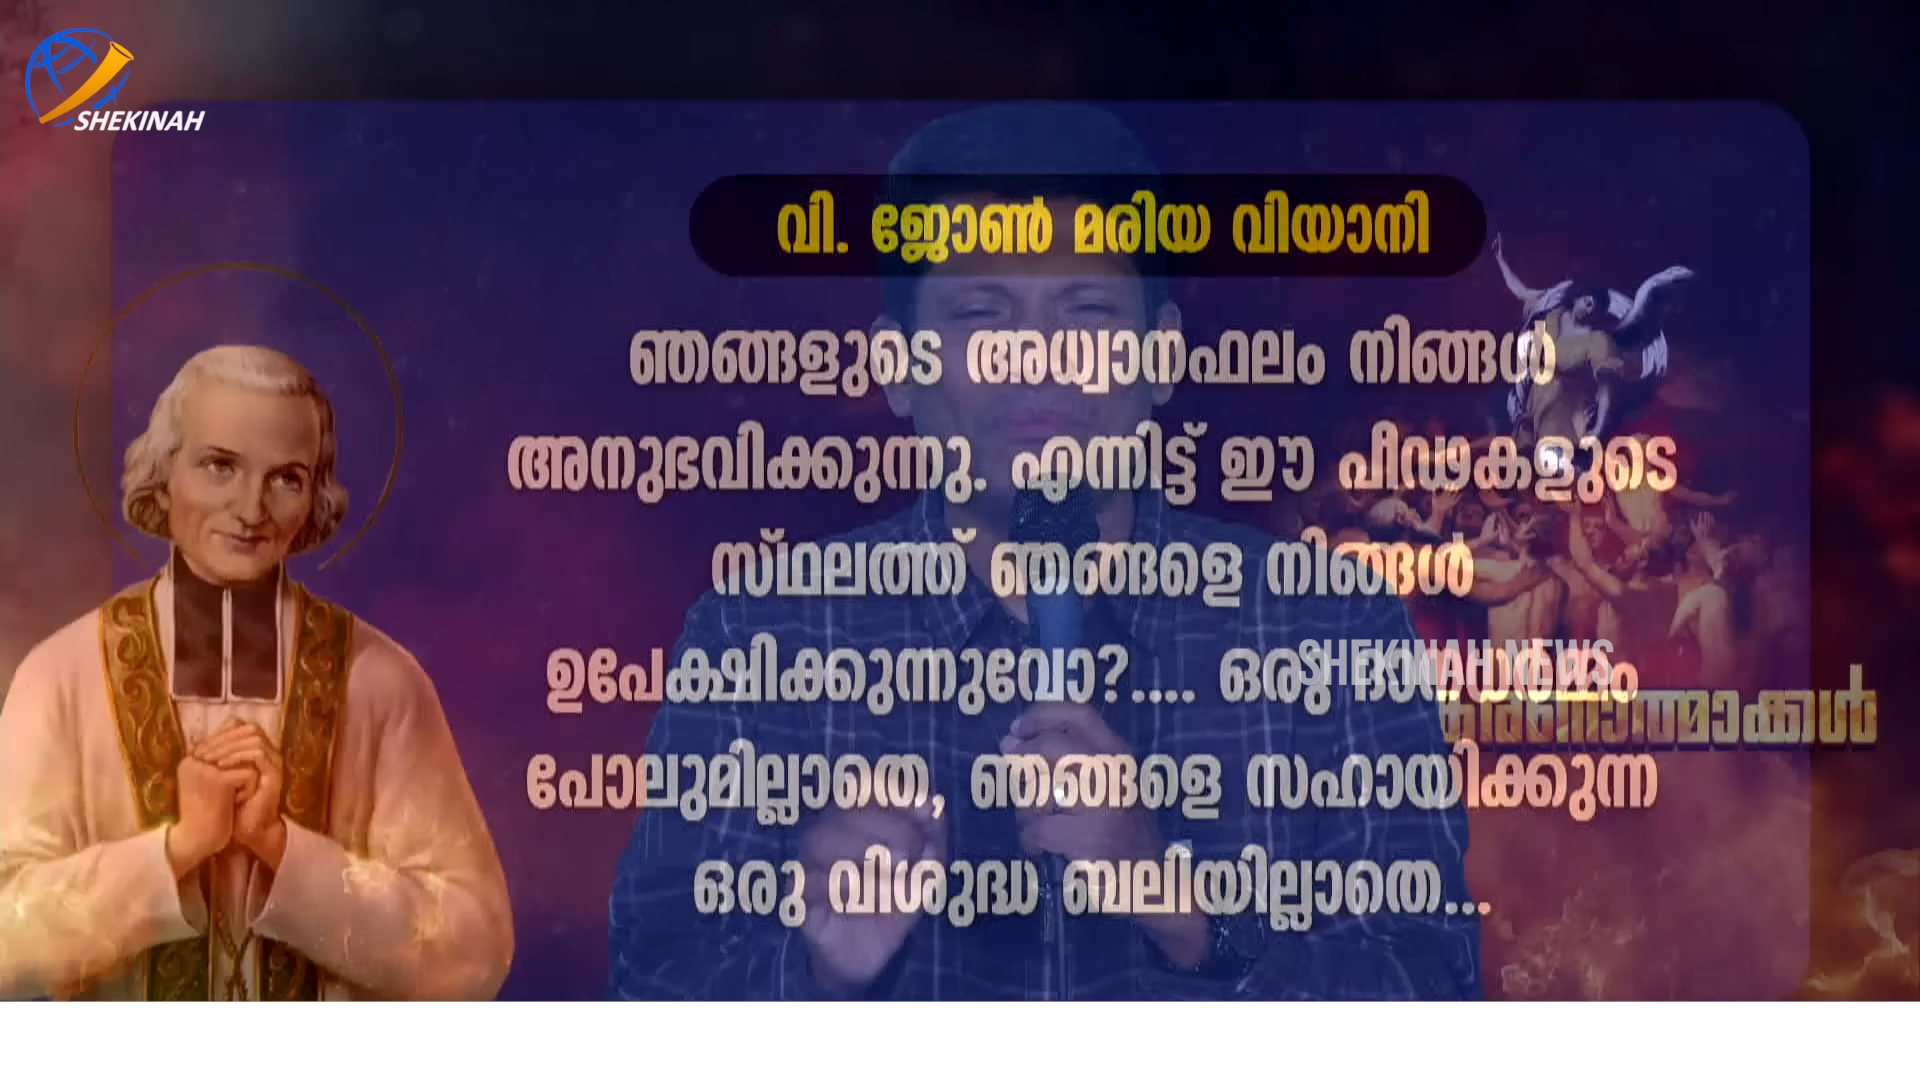 SHEKINAH
വി. ജോൺ മരിയ വിയാനി
ഞങ്ങളുടെ അധ്വാനഫലം നിങ്ങൾ
അനുഭവിക്കുന്നു. എന്നിട്ട് ഈ പീഢകളുടെ
സ്ഥലത്ത് ഞങ്ങളെ നിങ്ങൾ
ഉപേക്ഷിക്കുന്നുവോ?.... ഒരു ദാനധർമ്മം
SHEKINAH NEWS
പോലുമില്ലാതെ, ഞങ്ങളെ സഹായിക്കുന്ന
ഒരു വിശുദ്ധ ബലിയില്ലാതെ...